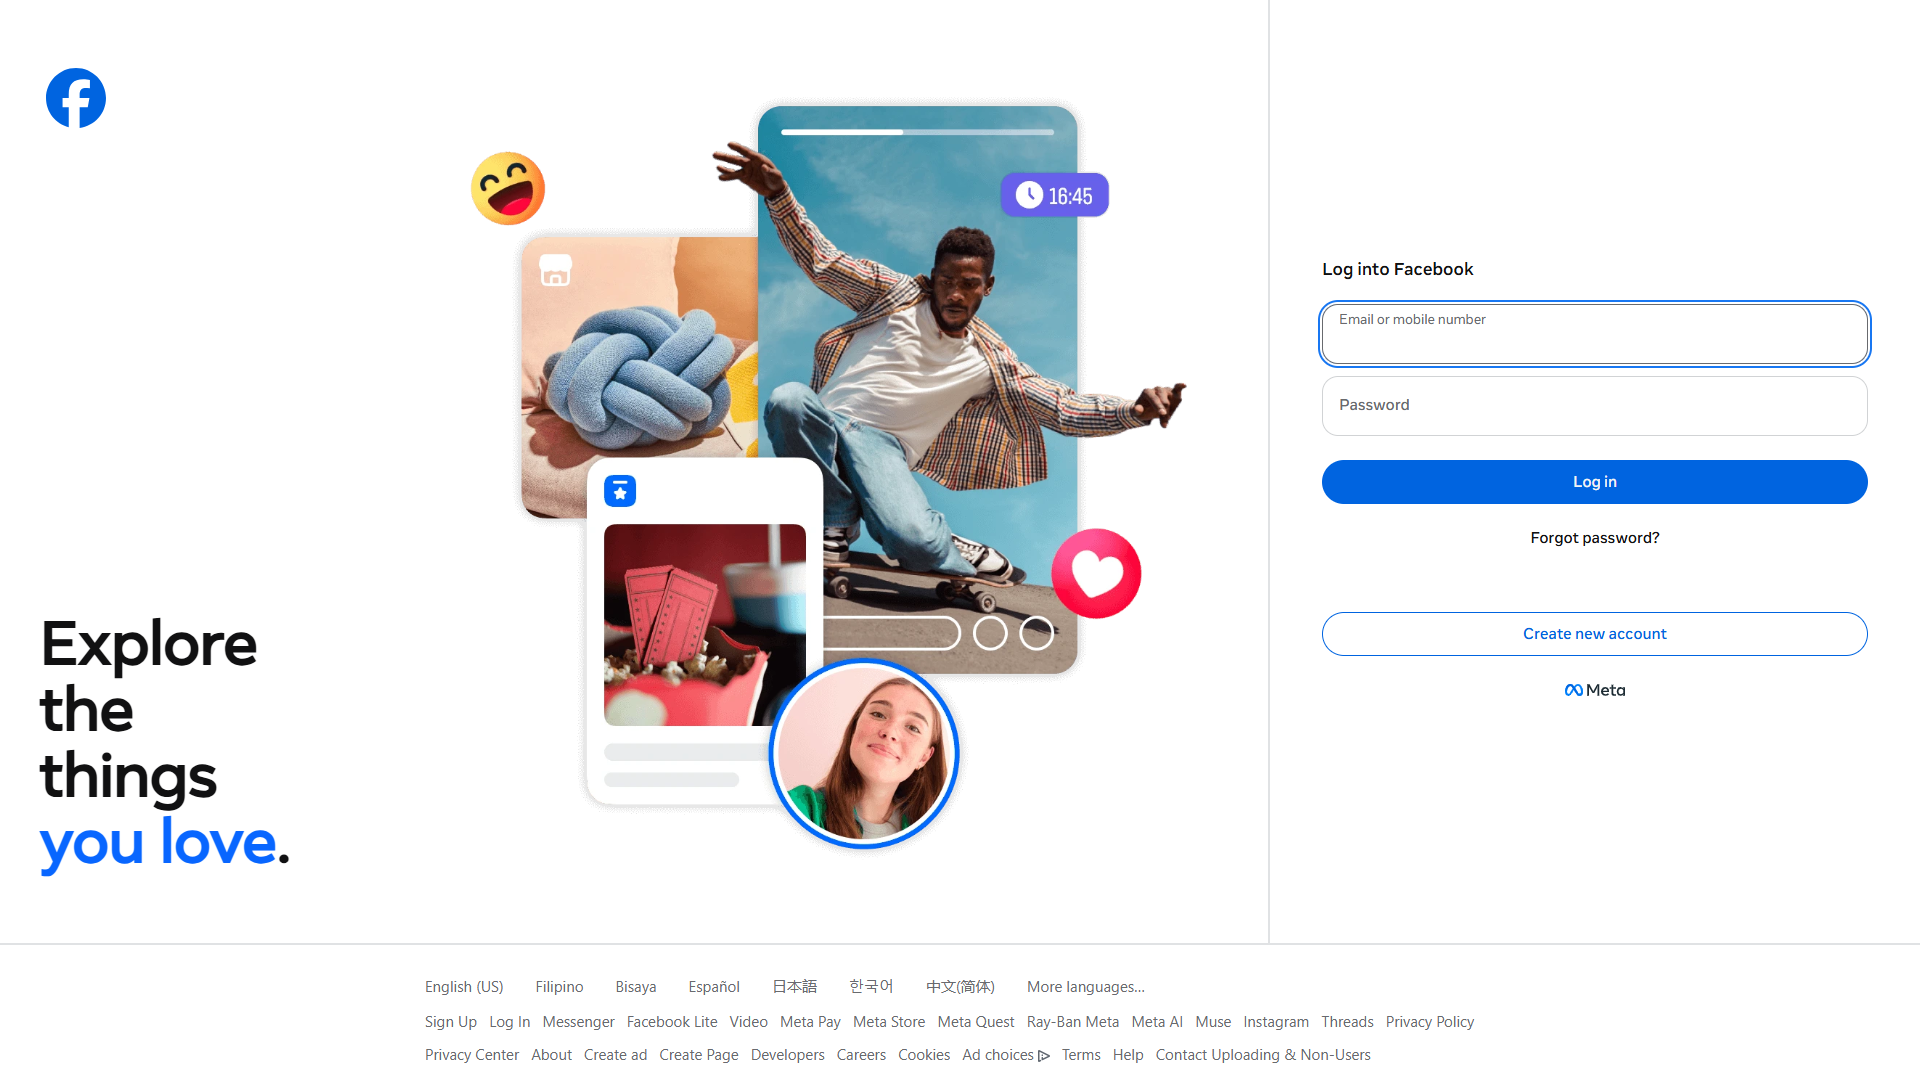 16:45
Explore
the
things
you love.
Log into Facebook
Email or mobile number
Password
Log in
Forgot password?
Create new account
Meta
English (US) Filipino Bisaya Español 日本語 한국어 中文(简体) More languages...
Sign Up Log In Messenger Facebook Lite Video Meta Pay Meta Store Meta Quest Ray-Ban Meta Meta AI Muse Instagram Threads Privacy Policy
Privacy Center About Create ad Create Page Developers Careers Cookies Ad choices Terms Help Contact Uploading & Non-Users